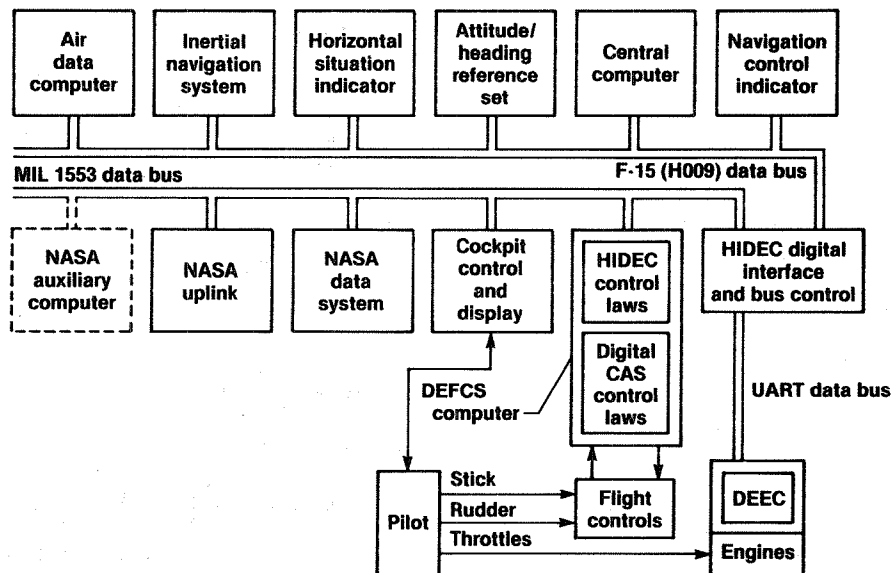 Air
data
computer
Inertial
navigation
system
Horizontal
situation
indicator
Attitude/
heading
reference
set
Central
computer
Navigation
control
indicator
MIL 1553 data bus
F-15 (H009) data bus
NASA
auxiliary
computer
NASA
uplink
NASA
data
system
Cockpit
control
and
display
HIDEC
control
laws
HIDEC digital
interface
and bus control
Digital
CAS
control
laws
DEFCS
computer
UART data bus
Pilot
Stick
Rudder
Throttles
Flight
controls
DEEC
Engines